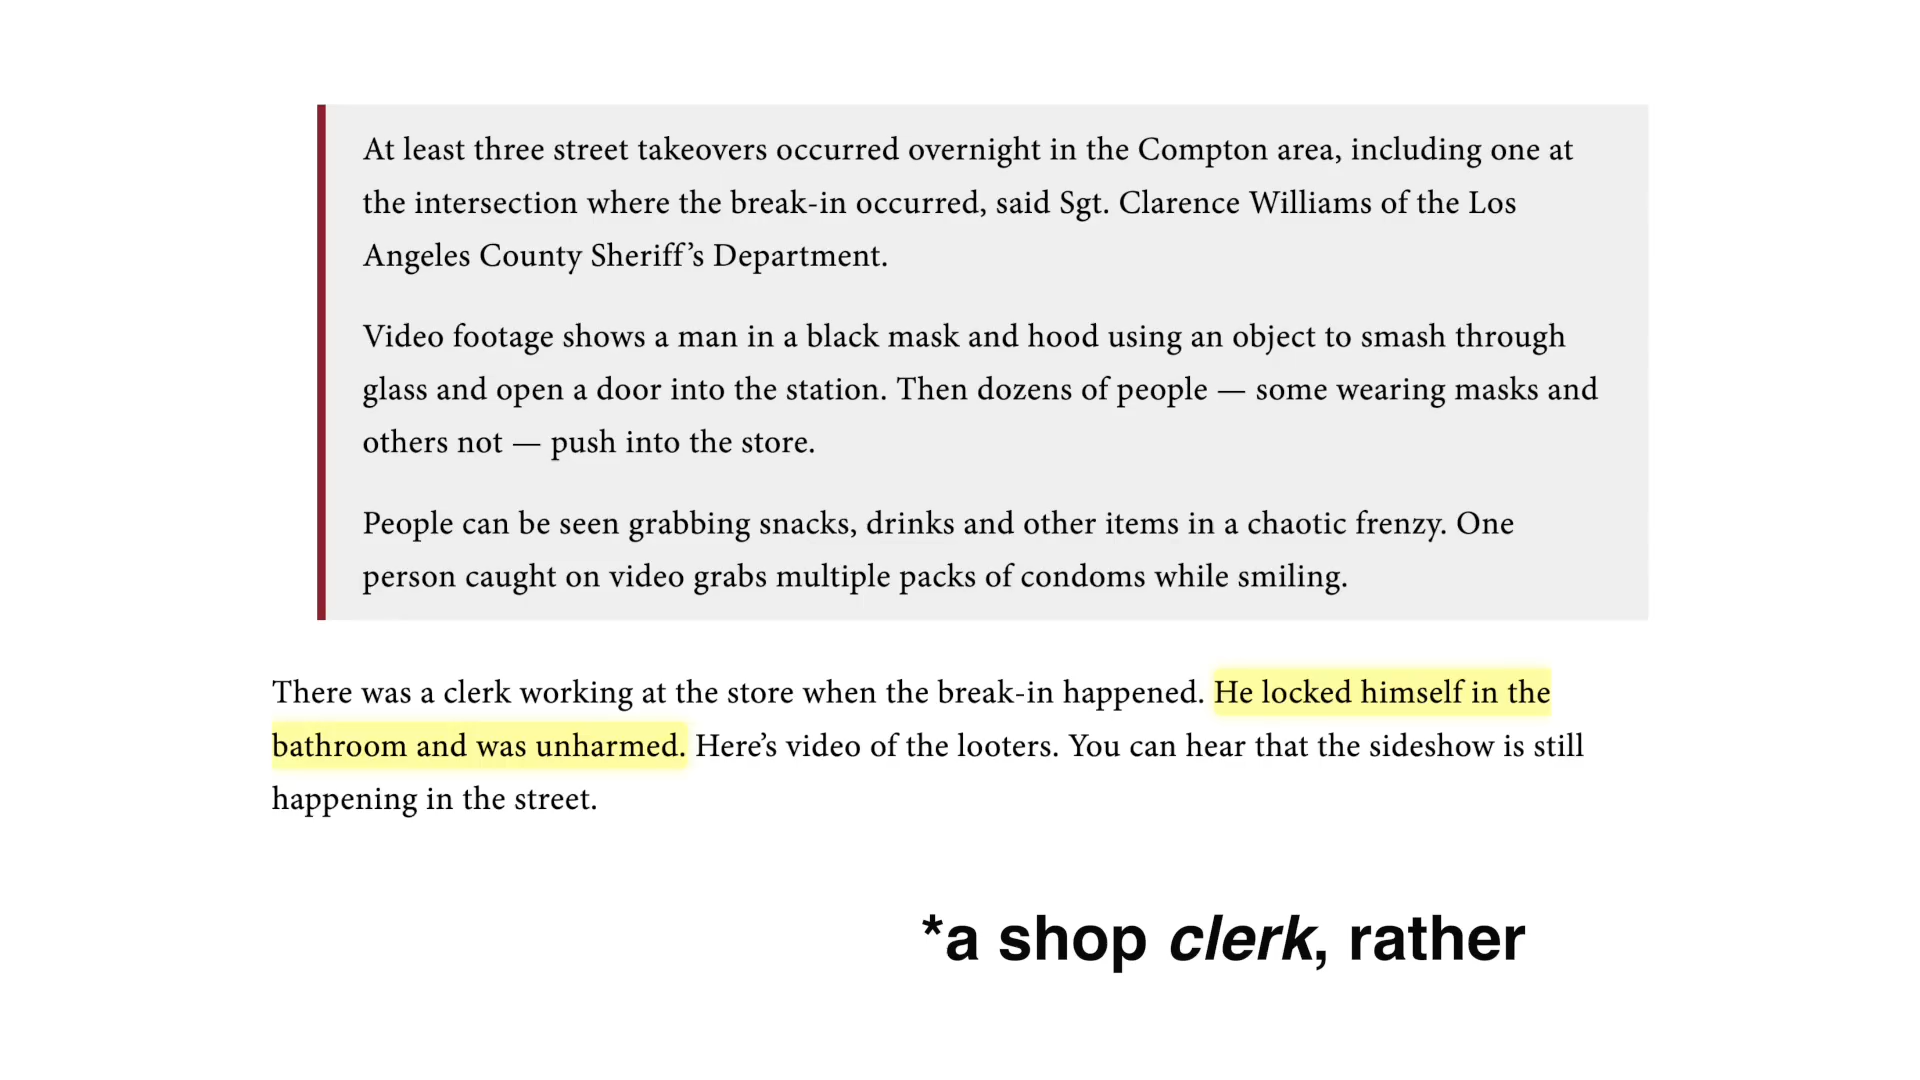 At least three street takeovers occurred overnight in the Compton area, including one at
the intersection where the break-in occurred, said Sgt. Clarence Williams of the Los
Angeles County Sheriff’s Department.
Video footage shows a man in a black mask and hood using an object to smash through
glass and open a door into the station. Then dozens of people — some wearing masks and
others not — push into the store.
People can be seen grabbing snacks, drinks and other items in a chaotic frenzy. One
person caught on video grabs multiple packs of condoms while smiling.
There was a clerk working at the store when the break-in happened. He locked himself in the
bathroom and was unharmed. Here’s video of the looters. You can hear that the sideshow is still
happening in the street.
*a shop clerk, rather